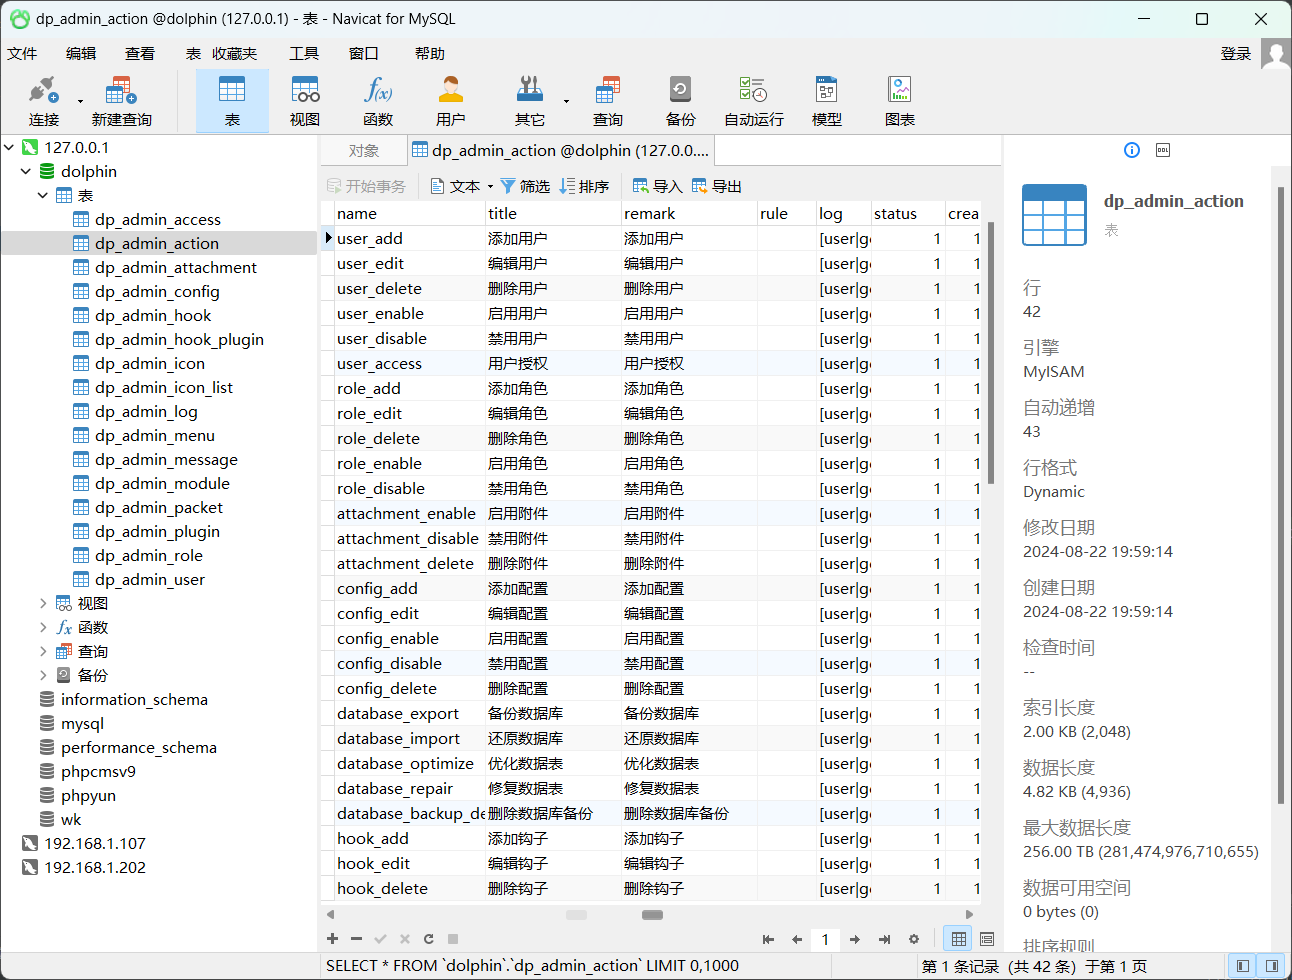 dp_admin_action @dolphin (127.0.0.1) - 表 - Navicat for MySQL
文件 编辑 查看 表 收藏夹 工具 窗口 帮助 登录
连接 新建查询 表 视图 函数 用户 其它 查询 备份 自动运行 模型 图表
127.0.0.1
dolphin
表
dp_admin_access
dp_admin_action
dp_admin_attachment
dp_admin_config
dp_admin_hook
dp_admin_hook_plugin
dp_admin_icon
dp_admin_icon_list
dp_admin_log
dp_admin_menu
dp_admin_message
dp_admin_module
dp_admin_packet
dp_admin_plugin
dp_admin_role
dp_admin_user
视图
函数
查询
备份
information_schema
mysql
performance_schema
phpcmsv9
phpyun
wk
192.168.1.107
192.168.1.202
对象 dp_admin_action @dolphin (127.0.0....
开始事务 文本 筛选 排序 导入 导出
name title remark rule log status crea
user_add 添加用户 添加用户 [user|ge 1 1
user_edit 编辑用户 编辑用户 [user|ge 1 1
user_delete 删除用户 删除用户 [user|ge 1 1
user_enable 启用用户 启用用户 [user|ge 1 1
user_disable 禁用用户 禁用用户 [user|ge 1 1
user_access 用户授权 用户授权 [user|ge 1 1
role_add 添加角色 添加角色 [user|ge 1 1
role_edit 编辑角色 编辑角色 [user|ge 1 1
role_delete 删除角色 删除角色 [user|ge 1 1
role_enable 启用角色 启用角色 [user|ge 1 1
role_disable 禁用角色 禁用角色 [user|ge 1 1
attachment_enable 启用附件 启用附件 [user|ge 1 1
attachment_disable 禁用附件 禁用附件 [user|ge 1 1
attachment_delete 删除附件 删除附件 [user|ge 1 1
config_add 添加配置 添加配置 [user|ge 1 1
config_edit 编辑配置 编辑配置 [user|ge 1 1
config_enable 启用配置 启用配置 [user|ge 1 1
config_disable 禁用配置 禁用配置 [user|ge 1 1
config_delete 删除配置 删除配置 [user|ge 1 1
database_export 备份数据库 备份数据库 [user|ge 1 1
database_import 还原数据库 还原数据库 [user|ge 1 1
database_optimize 优化数据表 优化数据表 [user|ge 1 1
database_repair 修复数据表 修复数据表 [user|ge 1 1
database_backup_de 删除数据库备份 删除数据库备份 [user|ge 1 1
hook_add 添加钩子 添加钩子 [user|ge 1 1
hook_edit 编辑钩子 编辑钩子 [user|ge 1 1
hook_delete 删除钩子 删除钩子 [user|ge 1 1
1
SELECT * FROM `dolphin`.`dp_admin_action` LIMIT 0,1000
第 1 条记录 (共 42 条) 于第 1 页
DDL
dp_admin_action
表
行
42
引擎
MyISAM
自动递增
43
行格式
Dynamic
修改日期
2024-08-22 19:59:14
创建日期
2024-08-22 19:59:14
检查时间
--
索引长度
2.00 KB (2,048)
数据长度
4.82 KB (4,936)
最大数据长度
256.00 TB (281,474,976,710,655)
数据可用空间
0 bytes (0)
排序规则